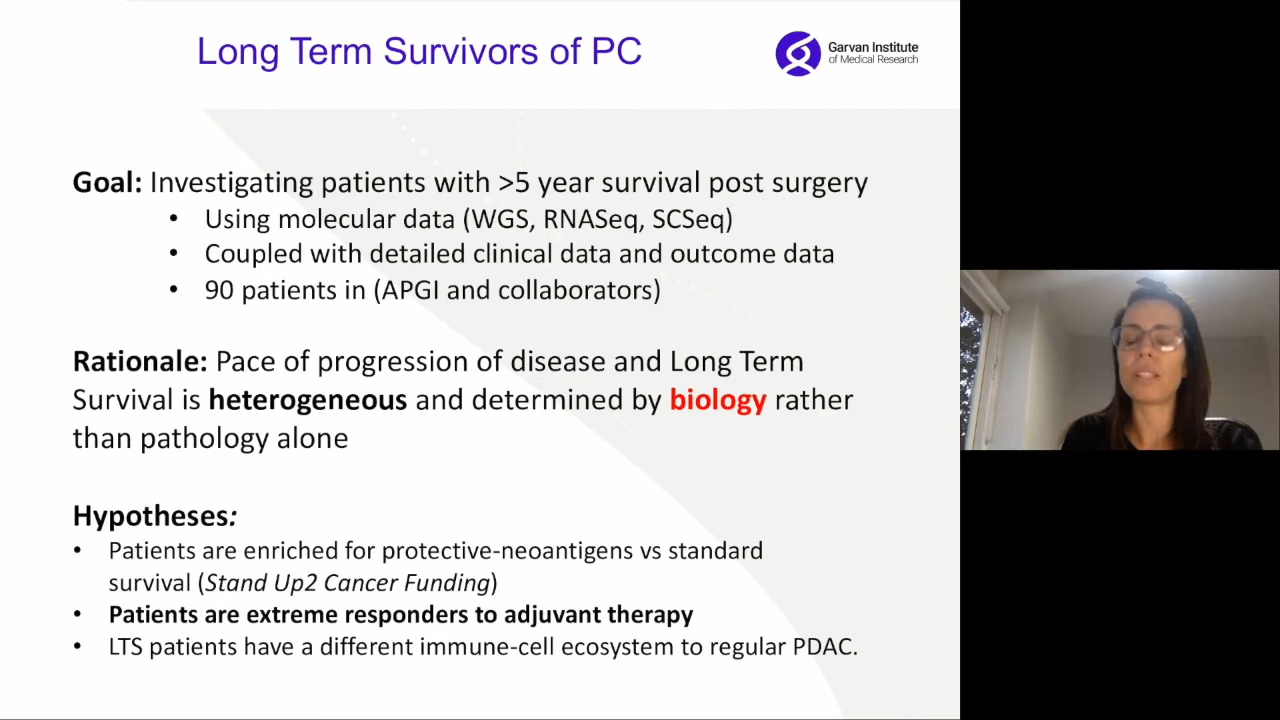 Long Term Survivors of PC
Garvan Institute
of Medical Research
Goal: Investigating patients with >5 year survival post surgery
• Using molecular data (WGS, RNASeq, SCSeq)
• Coupled with detailed clinical data and outcome data
• 90 patients in (APGI and collaborators)
Rationale: Pace of progression of disease and Long Term
Survival is heterogeneous and determined by biology rather
than pathology alone
Hypotheses:
• Patients are enriched for protective-neoantigens vs standard
survival (Stand Up2 Cancer Funding)
• Patients are extreme responders to adjuvant therapy
• LTS patients have a different immune-cell ecosystem to regular PDAC.